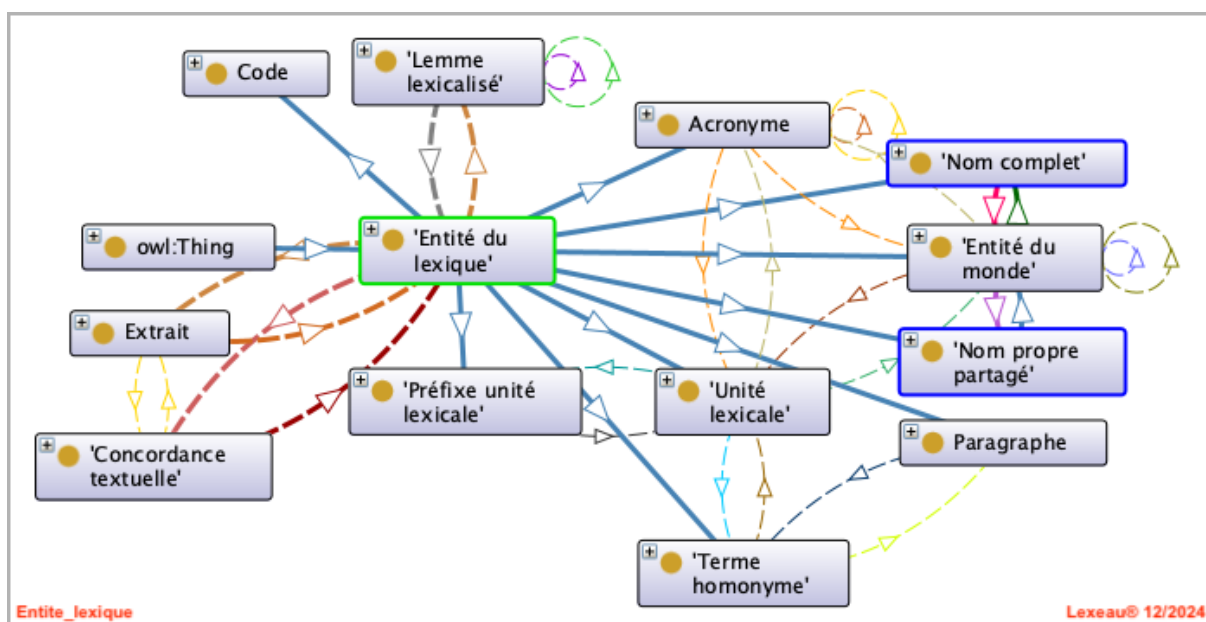 Code
'Lemme
lexicalisé'
Acronyme
'Nom complet'
owl:Thing
'Entité du
lexique'
'Entité du
monde'
Extrait
'Nom propre
partagé'
'Préfixe unité
lexicale'
'Unité
lexicale'
'Concordance
textuelle'
Paragraphe
'Terme
homonyme'
Entite_lexique
Lexeau® 12/2024